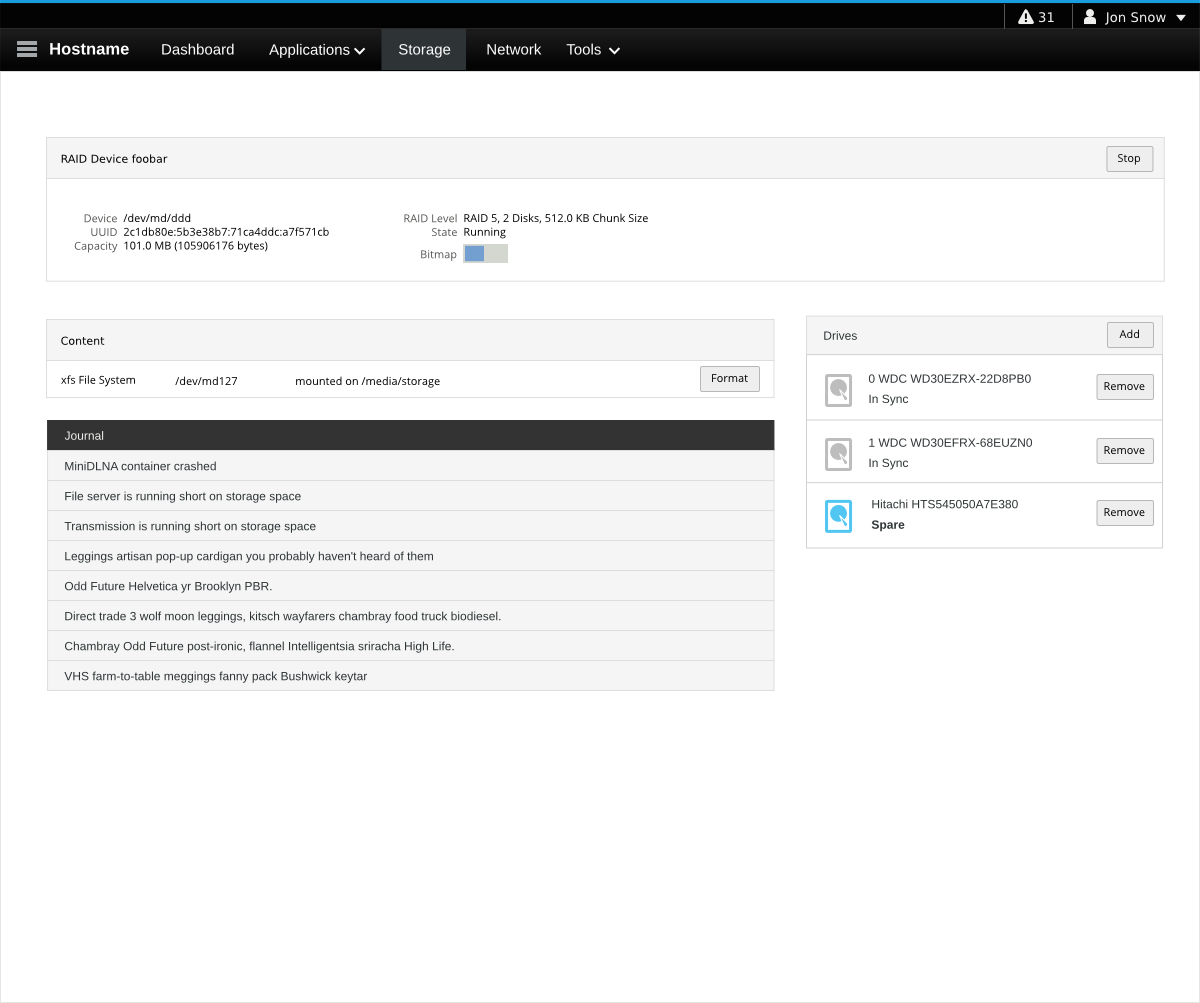 31 Jon Snow
Hostname Dashboard Applications Storage Network Tools
RAID Device foobar Stop
Device /dev/md/ddd
UUID 2c1db80e:5b3e38b7:71ca4ddc:a7f571cb
Capacity 101.0 MB (105906176 bytes)
RAID Level RAID 5, 2 Disks, 512.0 KB Chunk Size
State Running
Bitmap
Content
xfs File System /dev/md127 mounted on /media/storage Format
Journal
MiniDLNA container crashed
File server is running short on storage space
Transmission is running short on storage space
Leggings artisan pop-up cardigan you probably haven't heard of them
Odd Future Helvetica yr Brooklyn PBR.
Direct trade 3 wolf moon leggings, kitsch wayfarers chambray food truck biodiesel.
Chambray Odd Future post-ironic, flannel Intelligentsia sriracha High Life.
VHS farm-to-table meggings fanny pack Bushwick keytar
Drives Add
0 WDC WD30EZRX-22D8PB0
In Sync
Remove
1 WDC WD30EFRX-68EUZN0
In Sync
Remove
Hitachi HTS545050A7E380
Spare
Remove